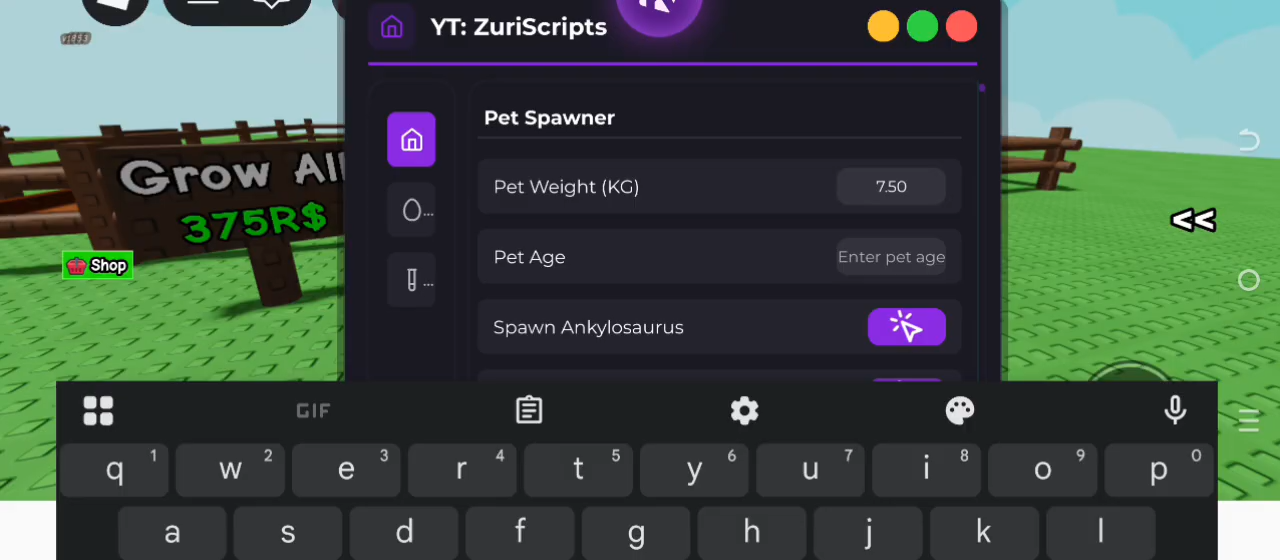 v1853
YT: ZuriScripts
Pet Spawner
Grow All
375R$
Pet Weight (KG)
7.50
<<
Shop
Pet Age
Enter pet age
...
...
Spawn Ankylosaurus
GIF
q 1 w 2 e 3 r 4 t 5 y 6 u 7 i 8 o 9 p 0
a s d f g h j k l